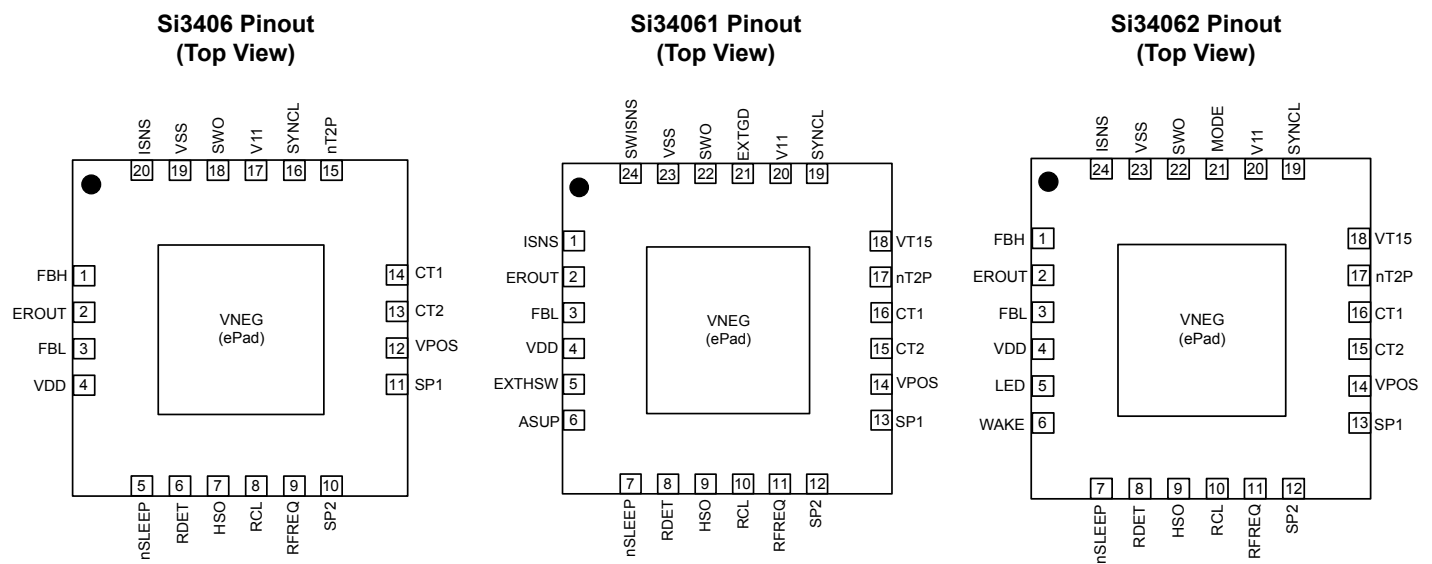 Si3406 Pinout
(Top View)
ISNS
VSS
SWO
V11
SYNCL
nT2P
20
19
18
17
16
15
FBH 1
EROUT 2
FBL 3
VDD 4
VNEG
(ePad)
14 CT1
13 CT2
12 VPOS
11 SP1
5
6
7
8
9
10
nSLEEP
RDET
HSO
RCL
RFREQ
SP2
Si34061 Pinout
(Top View)
SWISNS
VSS
SWO
EXTGD
V11
SYNCL
24
23
22
21
20
19
ISNS 1
EROUT 2
FBL 3
VDD 4
EXTHSW 5
ASUP 6
VNEG
(ePad)
18 VT15
17 nT2P
16 CT1
15 CT2
14 VPOS
13 SP1
7
8
9
10
11
12
nSLEEP
RDET
HSO
RCL
RFREQ
SP2
Si34062 Pinout
(Top View)
ISNS
VSS
SWO
MODE
V11
SYNCL
24
23
22
21
20
19
FBH 1
EROUT 2
FBL 3
VDD 4
LED 5
WAKE 6
VNEG
(ePad)
18 VT15
17 nT2P
16 CT1
15 CT2
14 VPOS
13 SP1
7
8
9
10
11
12
nSLEEP
RDET
HSO
RCL
RFREQ
SP2